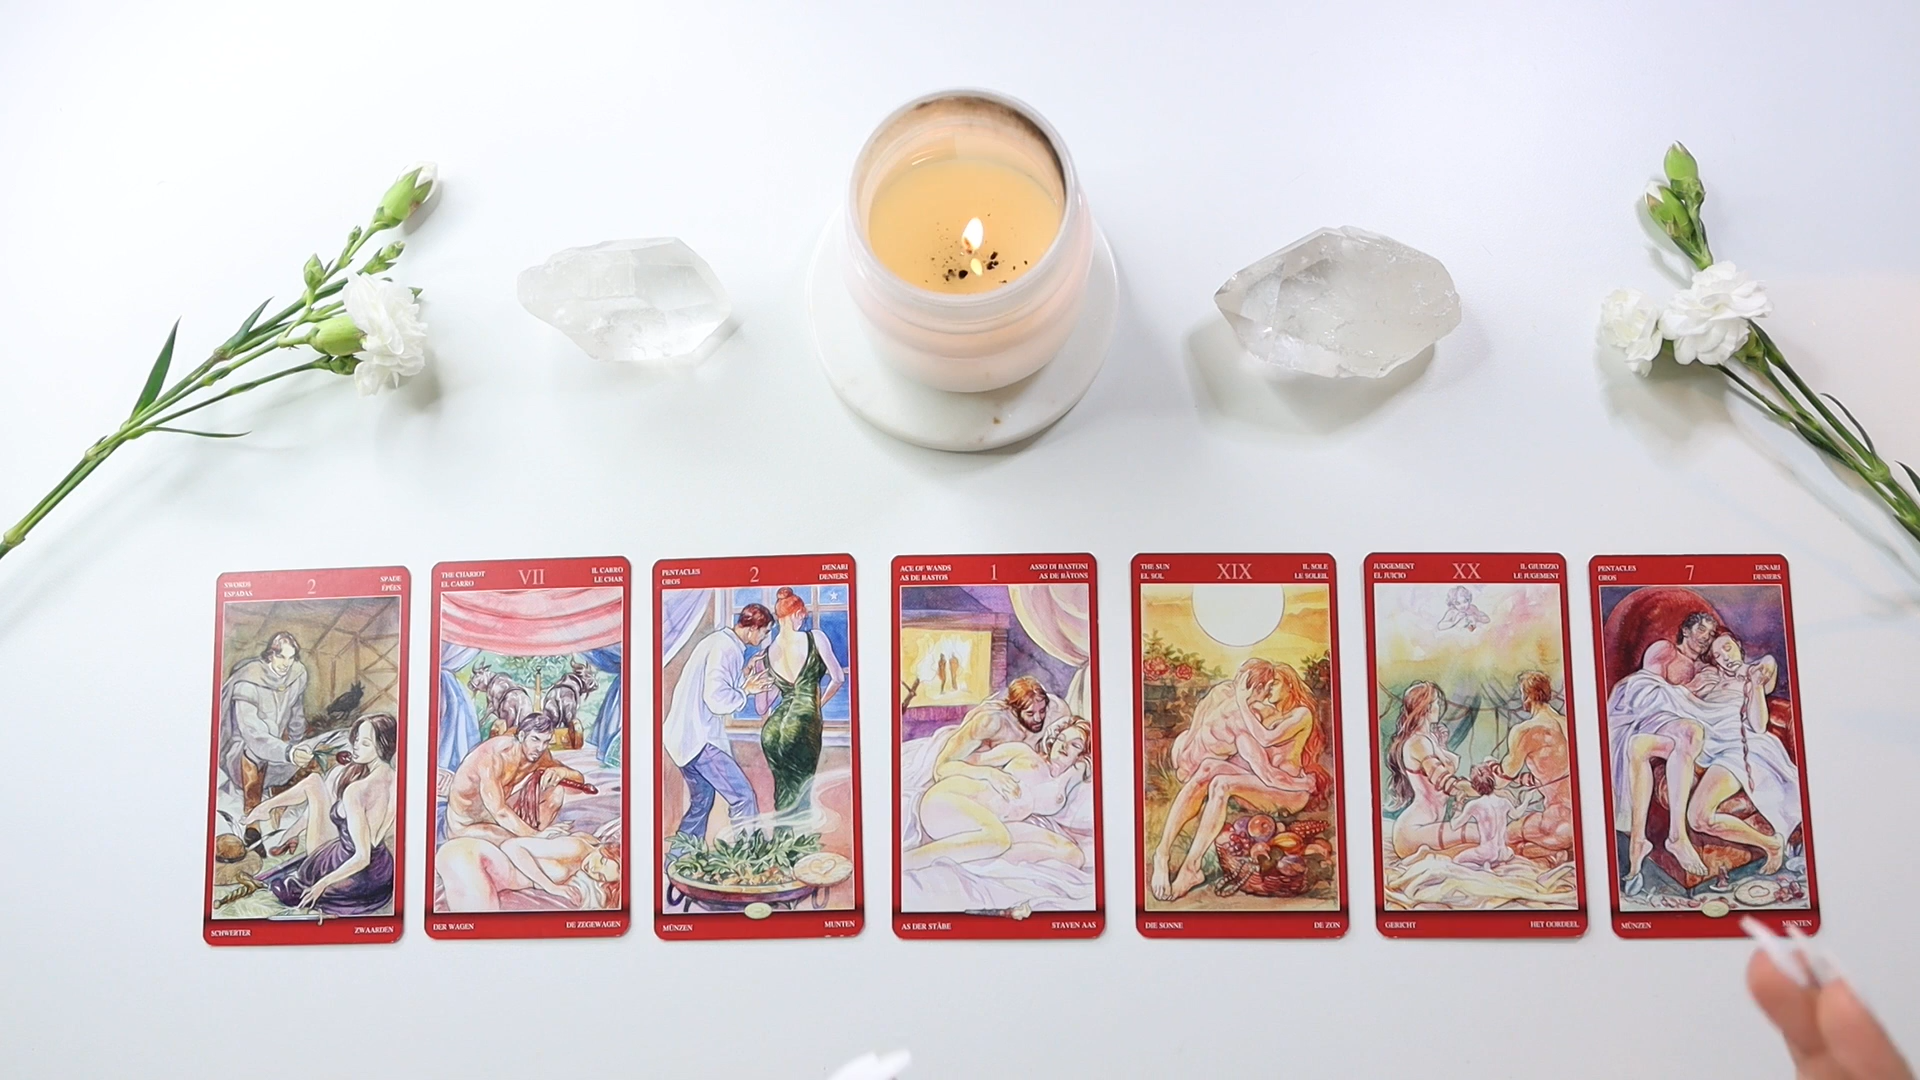 SWORDS
ESPADAS
2
SPADE
ÉPÉES
SCHWERTER
ZWAARDEN
THE CHARIOT
EL CARRO
VII
IL CARRO
LE CHAR
DER WAGEN
DE ZEGEWAGEN
PENTACLES
OROS
2
DENARI
DENIERS
MÜNZEN
MUNTEN
ACE OF WANDS
AS DE BASTOS
1
ASSO DI BASTONI
AS DE BÂTONS
AS DER STÄBE
STAVEN AAS
THE SUN
EL SOL
XIX
IL SOLE
LE SOLEIL
DIE SONNE
DE ZON
JUDGEMENT
EL JUICIO
XX
IL GIUDIZIO
LE JUGEMENT
GERICHT
HET OORDEEL
PENTACLES
OROS
7
DENARI
DENIERS
MÜNZEN
MUNTEN